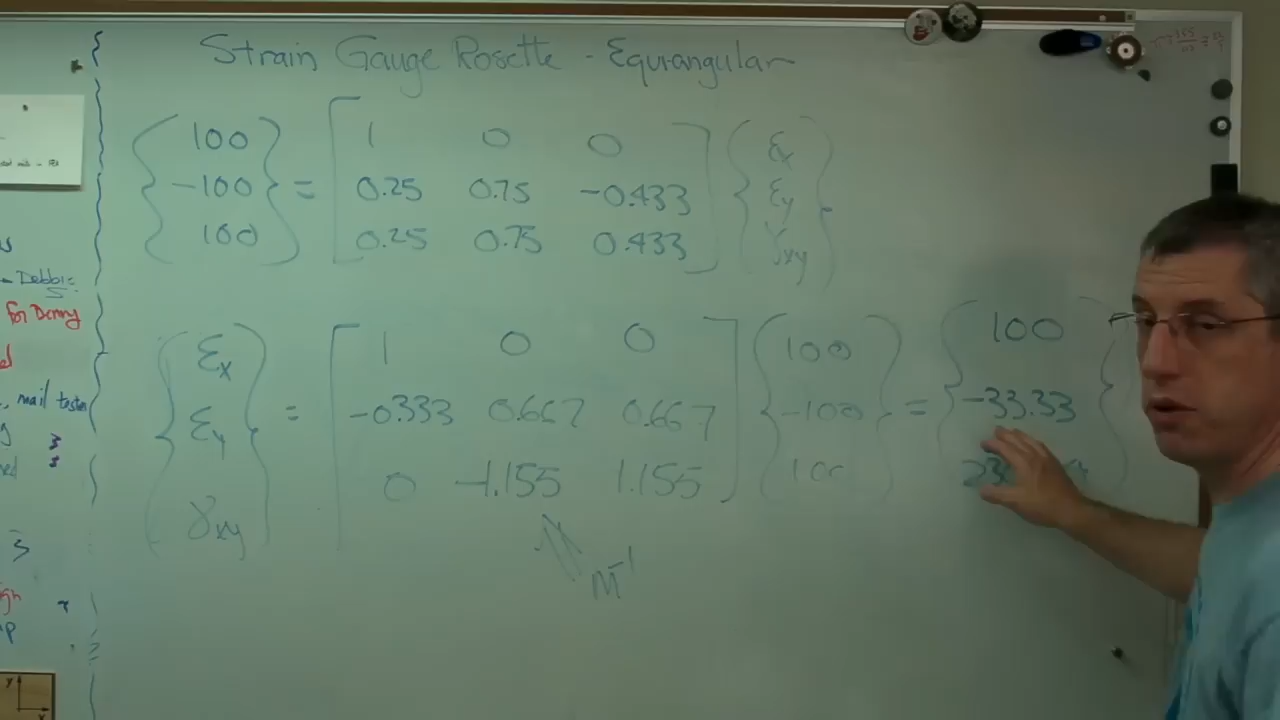 Strain Gauge Rosette - Equiangular
100 1 0 0 εx
-100 = 0.25 0.75 -0.433 εy
100 0.25 0.75 0.433 γxy
εx 1 0 0 100 100
εy = -0.333 0.667 0.667 -100 = -33.33
γxy 0 -1.155 1.155 100
M⁻¹
Debbie
for Denny
mail tester
3
y
x